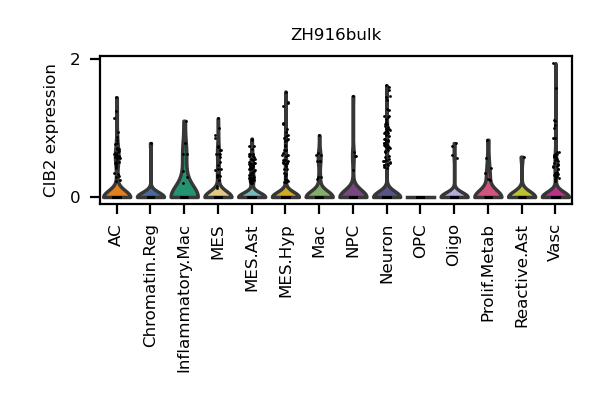 ZH916bulk
CIB2 expression
2
0
AC
Chromatin.Reg
Inflammatory.Mac
MES
MES.Ast
MES.Hyp
Mac
NPC
Neuron
OPC
Oligo
Prolif.Metab
Reactive.Ast
Vasc